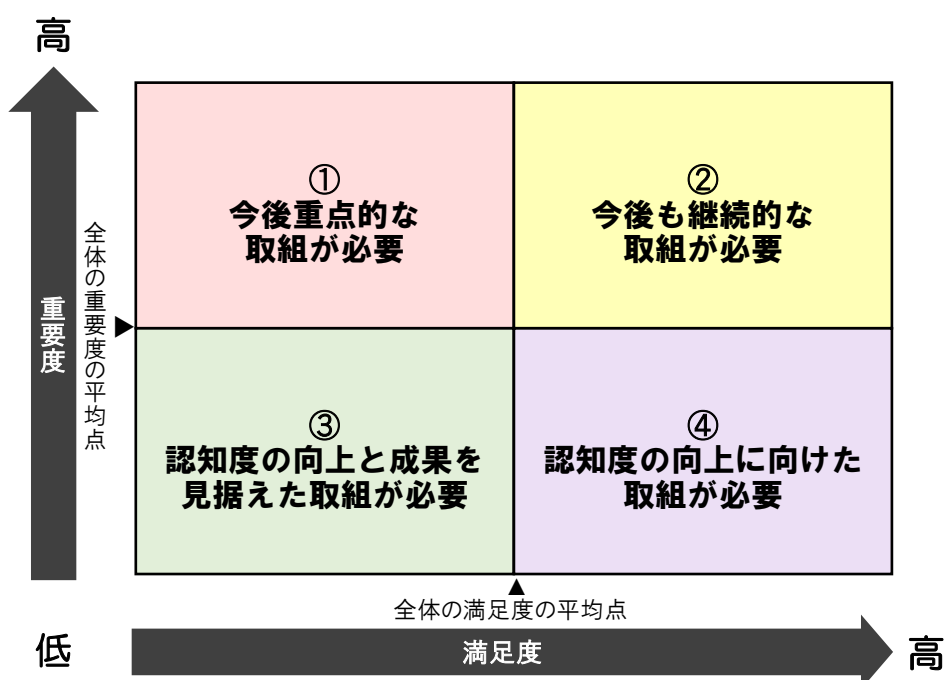 高
①
今後重点的な
取組が必要
②
今後も継続的な
取組が必要
重要度
全体の重要度の平均点
▶
③
認知度の向上と成果を
見据えた取組が必要
④
認知度の向上に向けた
取組が必要
▲
全体の満足度の平均点
低
満足度
高